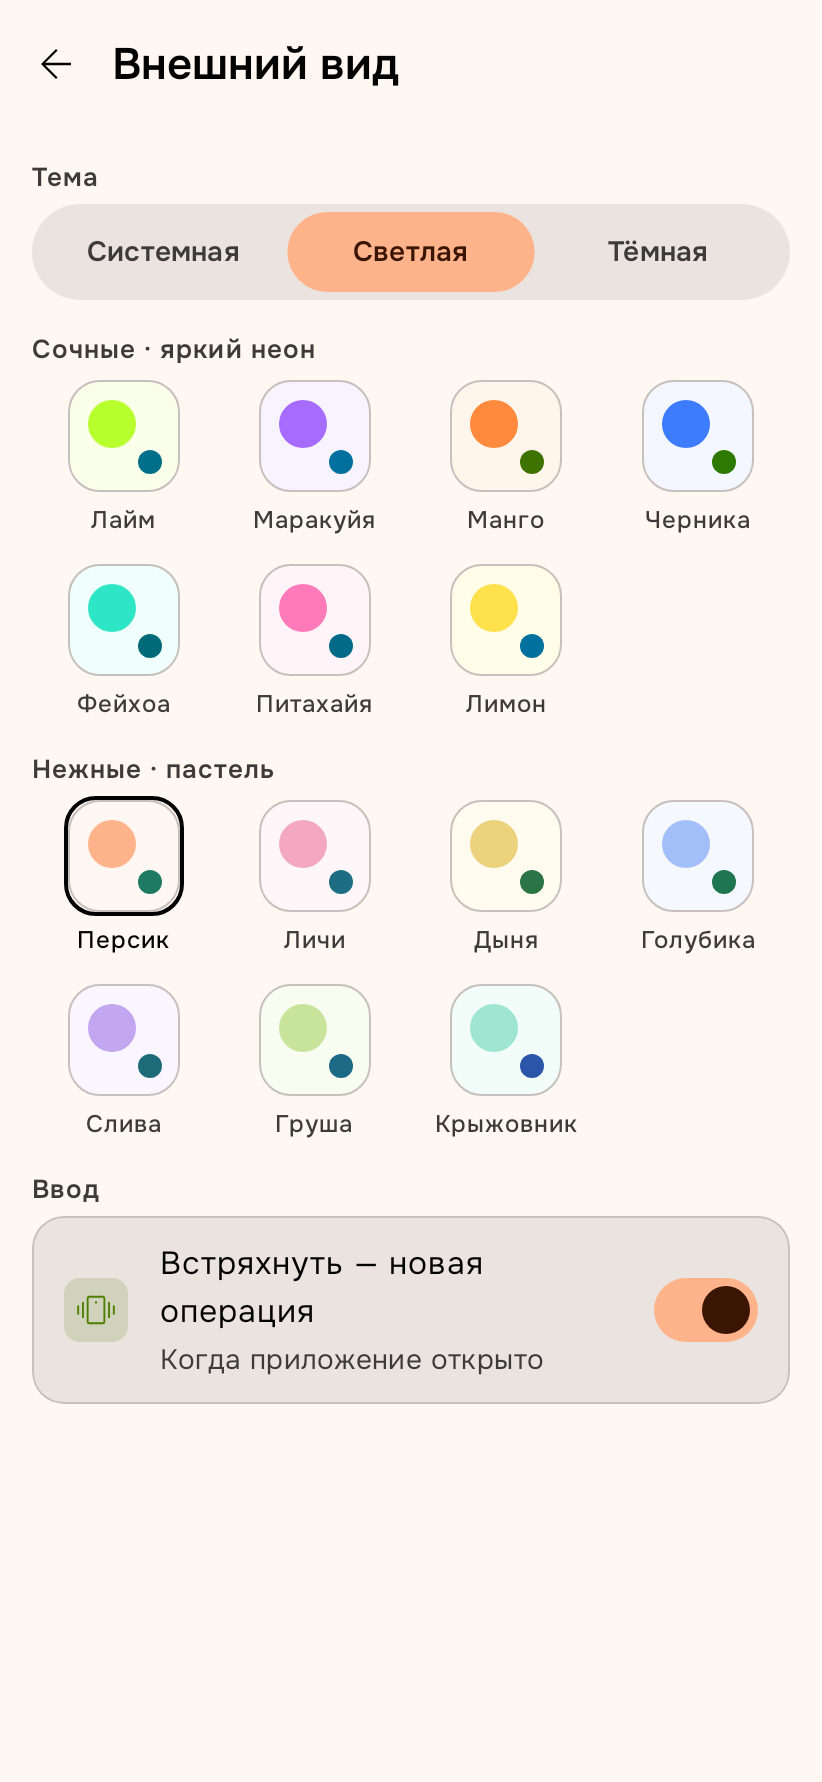 Внешний вид
Тема
Системная Светлая Тёмная
Сочные · яркий неон
Лайм Маракуйя Манго Черника
Фейхоа Питахайя Лимон
Нежные · пастель
Персик Личи Дыня Голубика
Слива Груша Крыжовник
Ввод
Встряхнуть — новая
операция
Когда приложение открыто